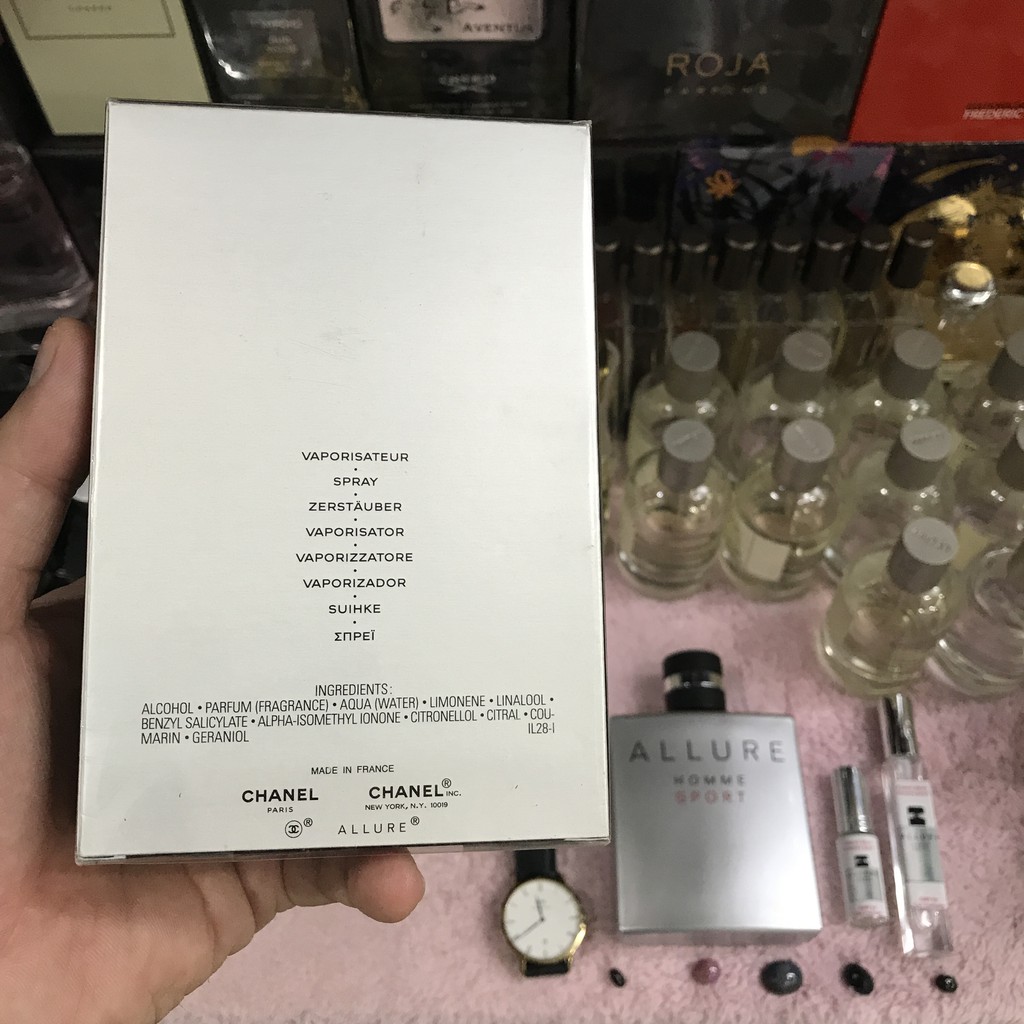 AVENTUS
CREED
ROJA
PARFUMS
FREDERIC
VAPORISATEUR
•
SPRAY
•
ZERSTÄUBER
•
VAPORISATOR
•
VAPORIZZATORE
•
VAPORIZADOR
•
SUIHKE
•
ΣΠΡΕΪ
INGREDIENTS:
ALCOHOL • PARFUM (FRAGRANCE) • AQUA (WATER) • LIMONENE • LINALOOL •
BENZYL SALICYLATE • ALPHA-ISOMETHYL IONONE • CITRONELLOL • CITRAL • COU-
MARIN • GERANIOL IL28-I
MADE IN FRANCE
CHANEL CHANEL® INC.
PARIS NEW YORK, N.Y. 10019
® ALLURE®
ALLURE
HOMME
SPORT